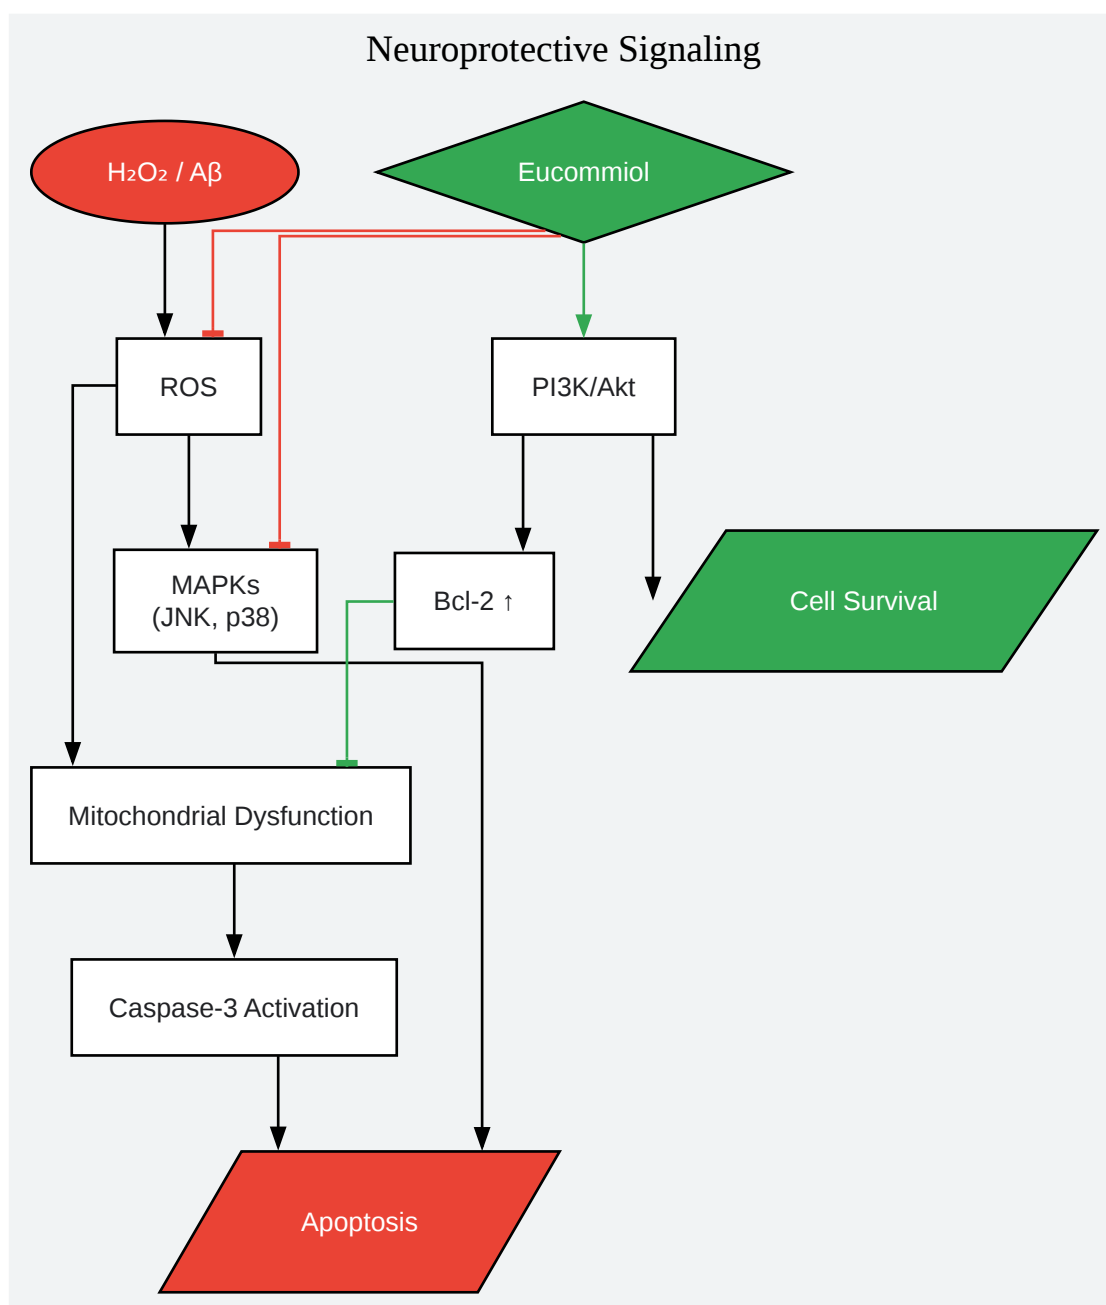 Neuroprotective Signaling
H₂O₂ / Aβ
Eucommiol
ROS
PI3K/Akt
MAPKs
(JNK, p38)
Bcl-2 ↑
Cell Survival
Mitochondrial Dysfunction
Caspase-3 Activation
Apoptosis